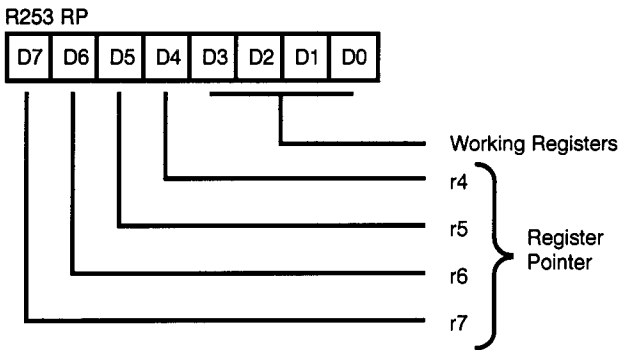 R253 RP
D7 D6 D5 D4 D3 D2 D1 D0
Working Registers
r4
r5
Register
Pointer
r6
r7